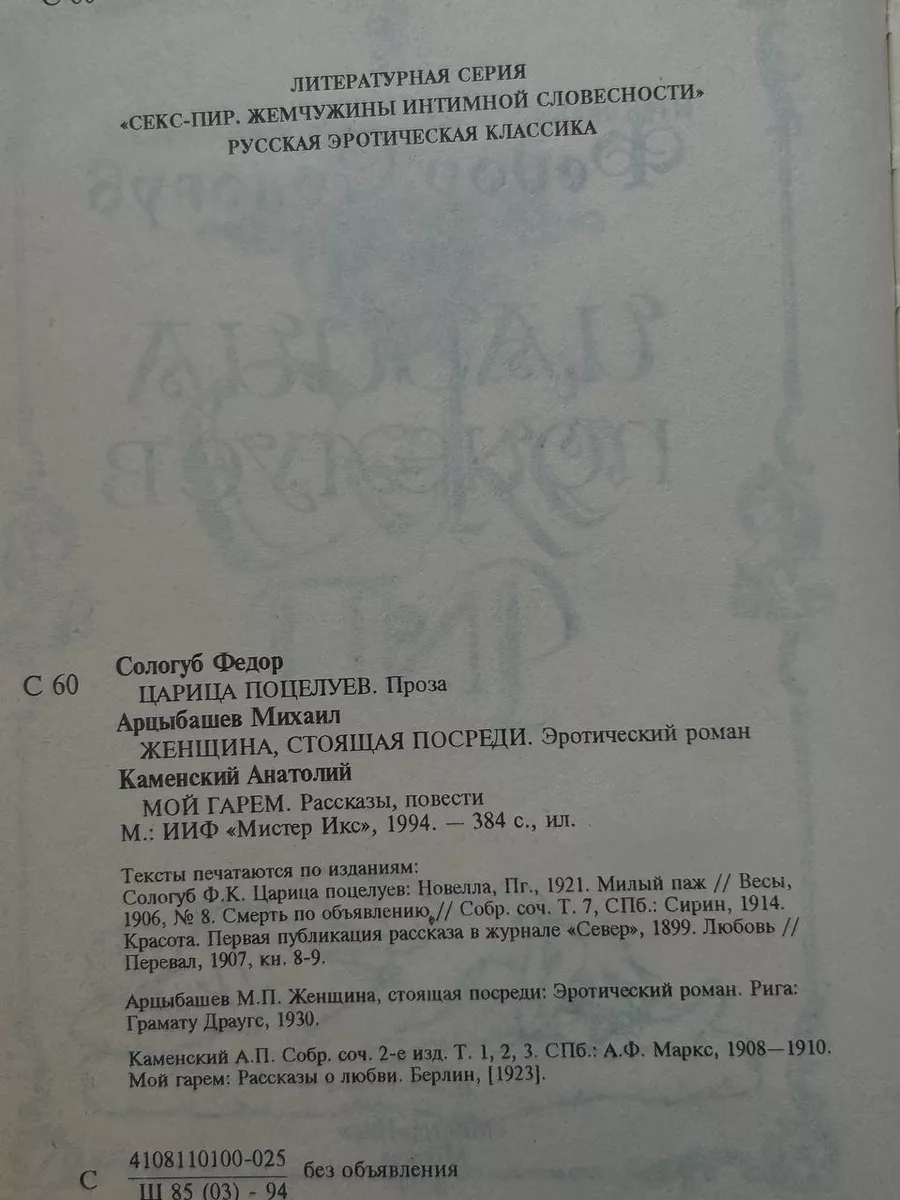 ЛИТЕРАТУРНАЯ СЕРИЯ
«СЕКС-ПИР. ЖЕМЧУЖИНЫ ИНТИМНОЙ СЛОВЕСНОСТИ»
РУССКАЯ ЭРОТИЧЕСКАЯ КЛАССИКА
Сологуб Федор
С 60
ЦАРИЦА ПОЦЕЛУЕВ. Проза
Арцыбашев Михаил
ЖЕНЩИНА, СТОЯЩАЯ ПОСРЕДИ. Эротический роман
Каменский Анатолий
МОЙ ГАРЕМ. Рассказы, повести
М.: ИИФ «Мистер Икс», 1994. — 384 с., ил.
Тексты печатаются по изданиям:
Сологуб Ф.К. Царица поцелуев: Новелла, Пг., 1921. Милый паж // Весы,
1906, № 8. Смерть по объявлению // Собр. соч. Т. 7, СПб.: Сирин, 1914.
Красота. Первая публикация рассказа в журнале «Север», 1899. Любовь //
Перевал, 1907, кн. 8-9.
Арцыбашев М.П. Женщина, стоящая посреди: Эротический роман. Рига:
Грамату Драугс, 1930.
Каменский А.П. Собр. соч. 2-е изд. Т. 1, 2, 3. СПб.: А.Ф. Маркс, 1908—1910.
Мой гарем: Рассказы о любви. Берлин, [1923].
С 4108110100-025 без объявления
Ш 85 (03) - 94